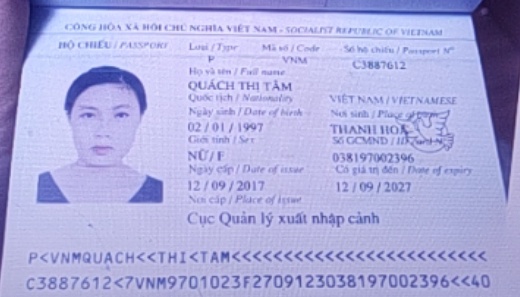 CỘNG HÒA XÃ HỘI CHỦ NGHĨA VIỆT NAM - SOCIALIST REPUBLIC OF VIETNAM
HỘ CHIẾU / PASSPORT Loại / Type Mã số / Code Số hộ chiếu / Passport Nº
P VNM C3887612
Họ và tên / Full name
QUÁCH THỊ TÂM
Quốc tịch / Nationality VIỆT NAM / VIETNAMESE
Ngày sinh / Date of birth Nơi sinh / Place of
02 / 01 / 1997 THANH HOÁ
Giới tính / Sex Số GCMND / ID Card Nº
NỮ / F 038197002396
Ngày cấp / Date of issue Có giá trị đến / Date of expiry
12 / 09 / 2017 12 / 09 / 2027
Nơi cấp / Place of issue
Cục Quản lý xuất nhập cảnh
P<VNMQUACH<<THI<TAM<<<<<<<<<<<<<<<<<<<<<<<<<
C3887612<7VNM9701023F2709123038197002396<<40